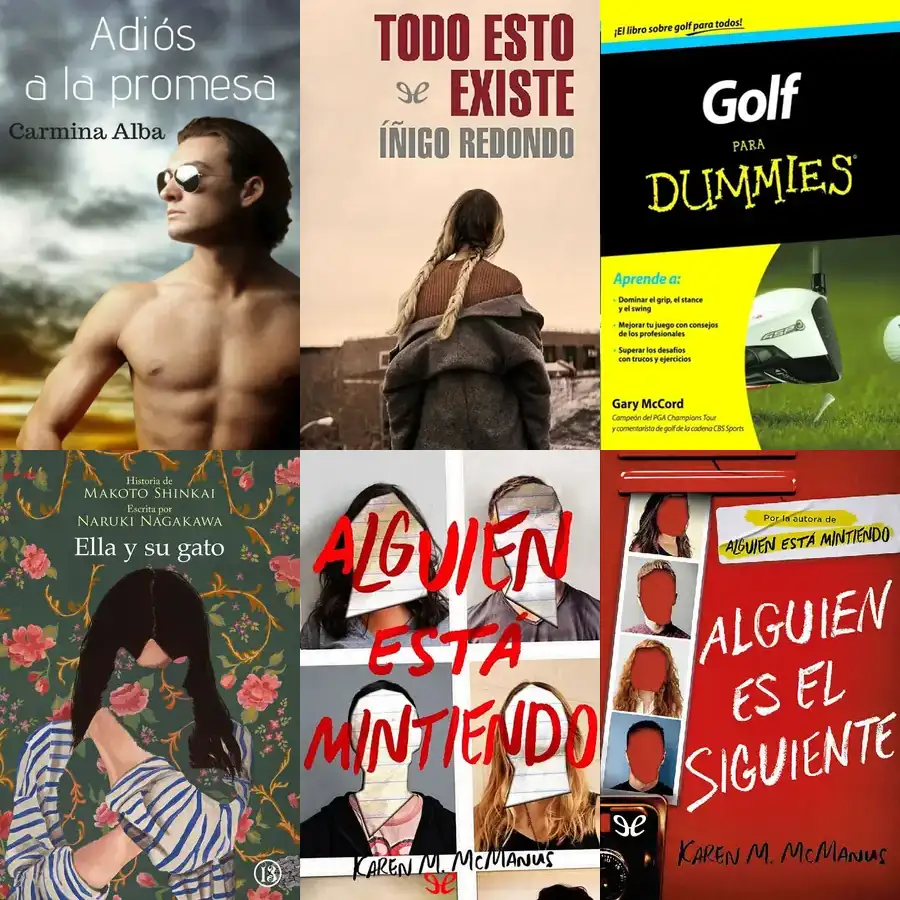 Adiós
a la promesa
Carmina Alba
TODO ESTO
EXISTE
ÍÑIGO REDONDO
¡El libro sobre golf para todos!
Golf
PARA
DUMMIES®
Aprende a:
• Dominar el grip, el stance
y el swing
• Mejorar tu juego con consejos
de los profesionales
• Superar los desafíos
con trucos y ejercicios
Gary McCord
Campeón del PGA Champions Tour
y comentarista de golf de la cadena CBS Sports
Historia de
MAKOTO SHINKAI
Escrita por
NARUKI NAGAKAWA
Ella y su gato
13
ALGUIEN
ESTÁ
MINTIENDO
KAREN M. McMANUS
Por la autora de
ALGUIEN ESTÁ MINTIENDO
ALGUIEN
ES EL
SIGUIENTE
KAREN M. McMANUS